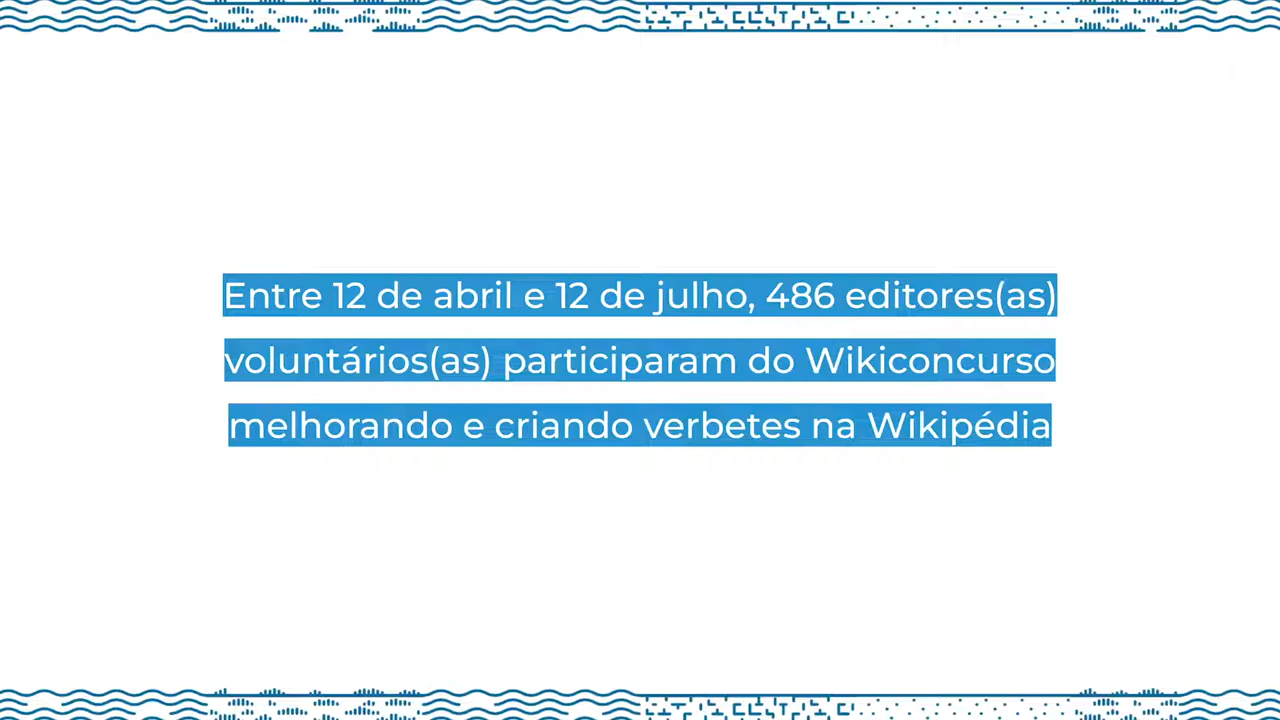 Entre 12 de abril e 12 de julho, 486 editores(as)
voluntários(as) participaram do Wikiconcurso
melhorando e criando verbetes na Wikipédia